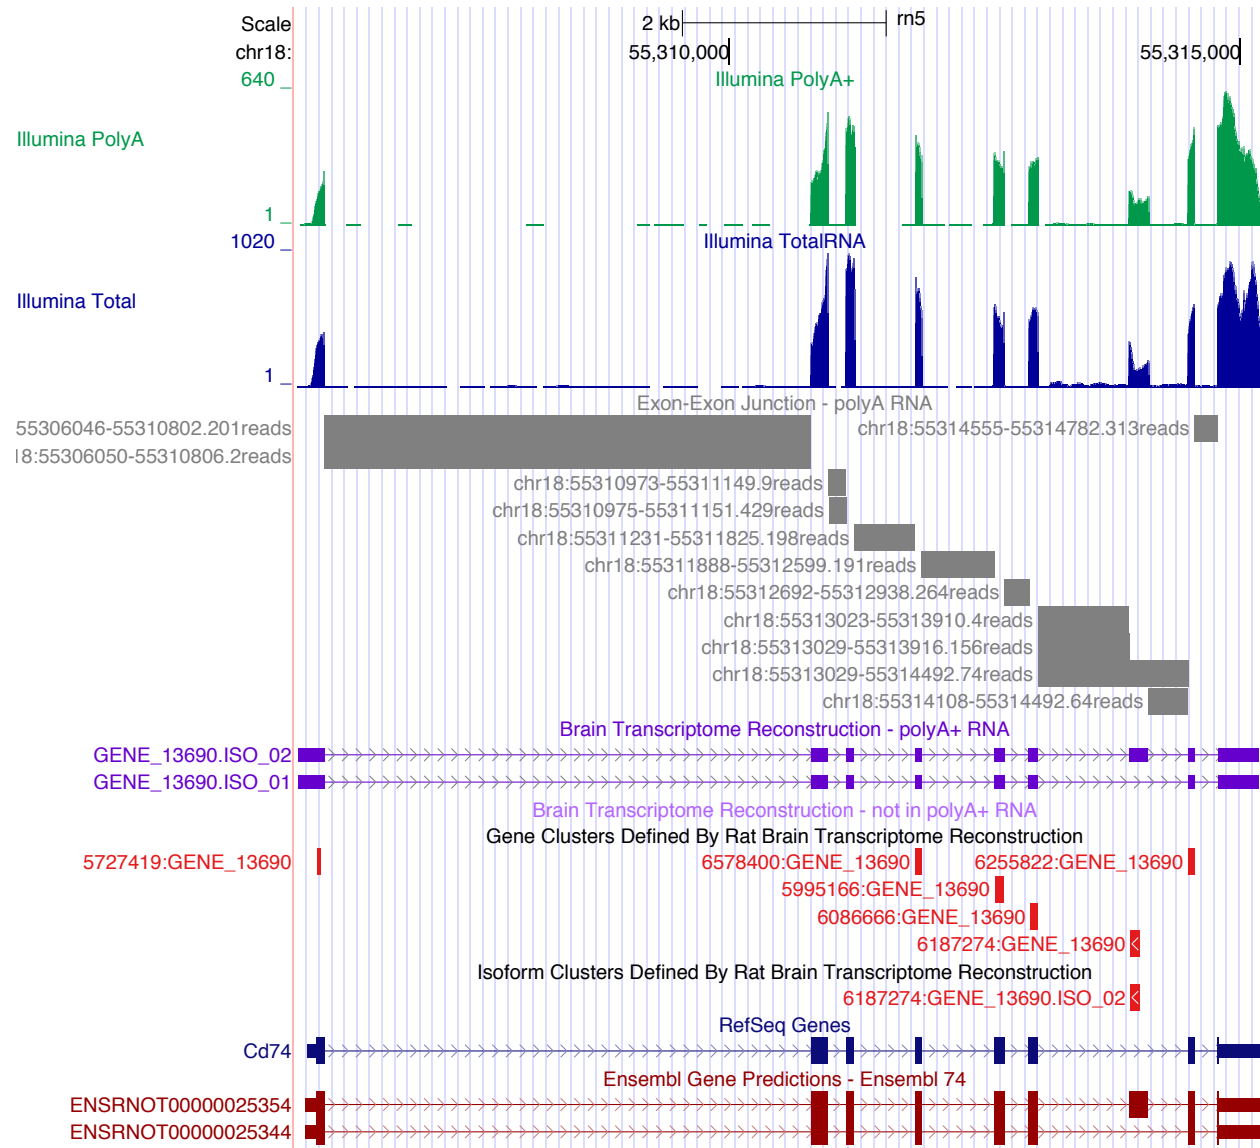 Scale 2 kb rn5
chr18: 55,310,000 55,315,000
640 _ Illumina PolyA+
Illumina PolyA
1 _
1020 _ Illumina TotalRNA
Illumina Total
1 _
Exon-Exon Junction - polyA RNA
55306046-55310802.201reads chr18:55314555-55314782.313reads
18:55306050-55310806.2reads
chr18:55310973-55311149.9reads
chr18:55310975-55311151.429reads
chr18:55311231-55311825.198reads
chr18:55311888-55312599.191reads
chr18:55312692-55312938.264reads
chr18:55313023-55313910.4reads
chr18:55313029-55313916.156reads
chr18:55313029-55314492.74reads
chr18:55314108-55314492.64reads
Brain Transcriptome Reconstruction - polyA+ RNA
GENE_13690.ISO_02
GENE_13690.ISO_01
Brain Transcriptome Reconstruction - not in polyA+ RNA
Gene Clusters Defined By Rat Brain Transcriptome Reconstruction
5727419:GENE_13690 6578400:GENE_13690 6255822:GENE_13690
5995166:GENE_13690
6086666:GENE_13690
6187274:GENE_13690
Isoform Clusters Defined By Rat Brain Transcriptome Reconstruction
6187274:GENE_13690.ISO_02
RefSeq Genes
Cd74
Ensembl Gene Predictions - Ensembl 74
ENSRNOT00000025354
ENSRNOT00000025344